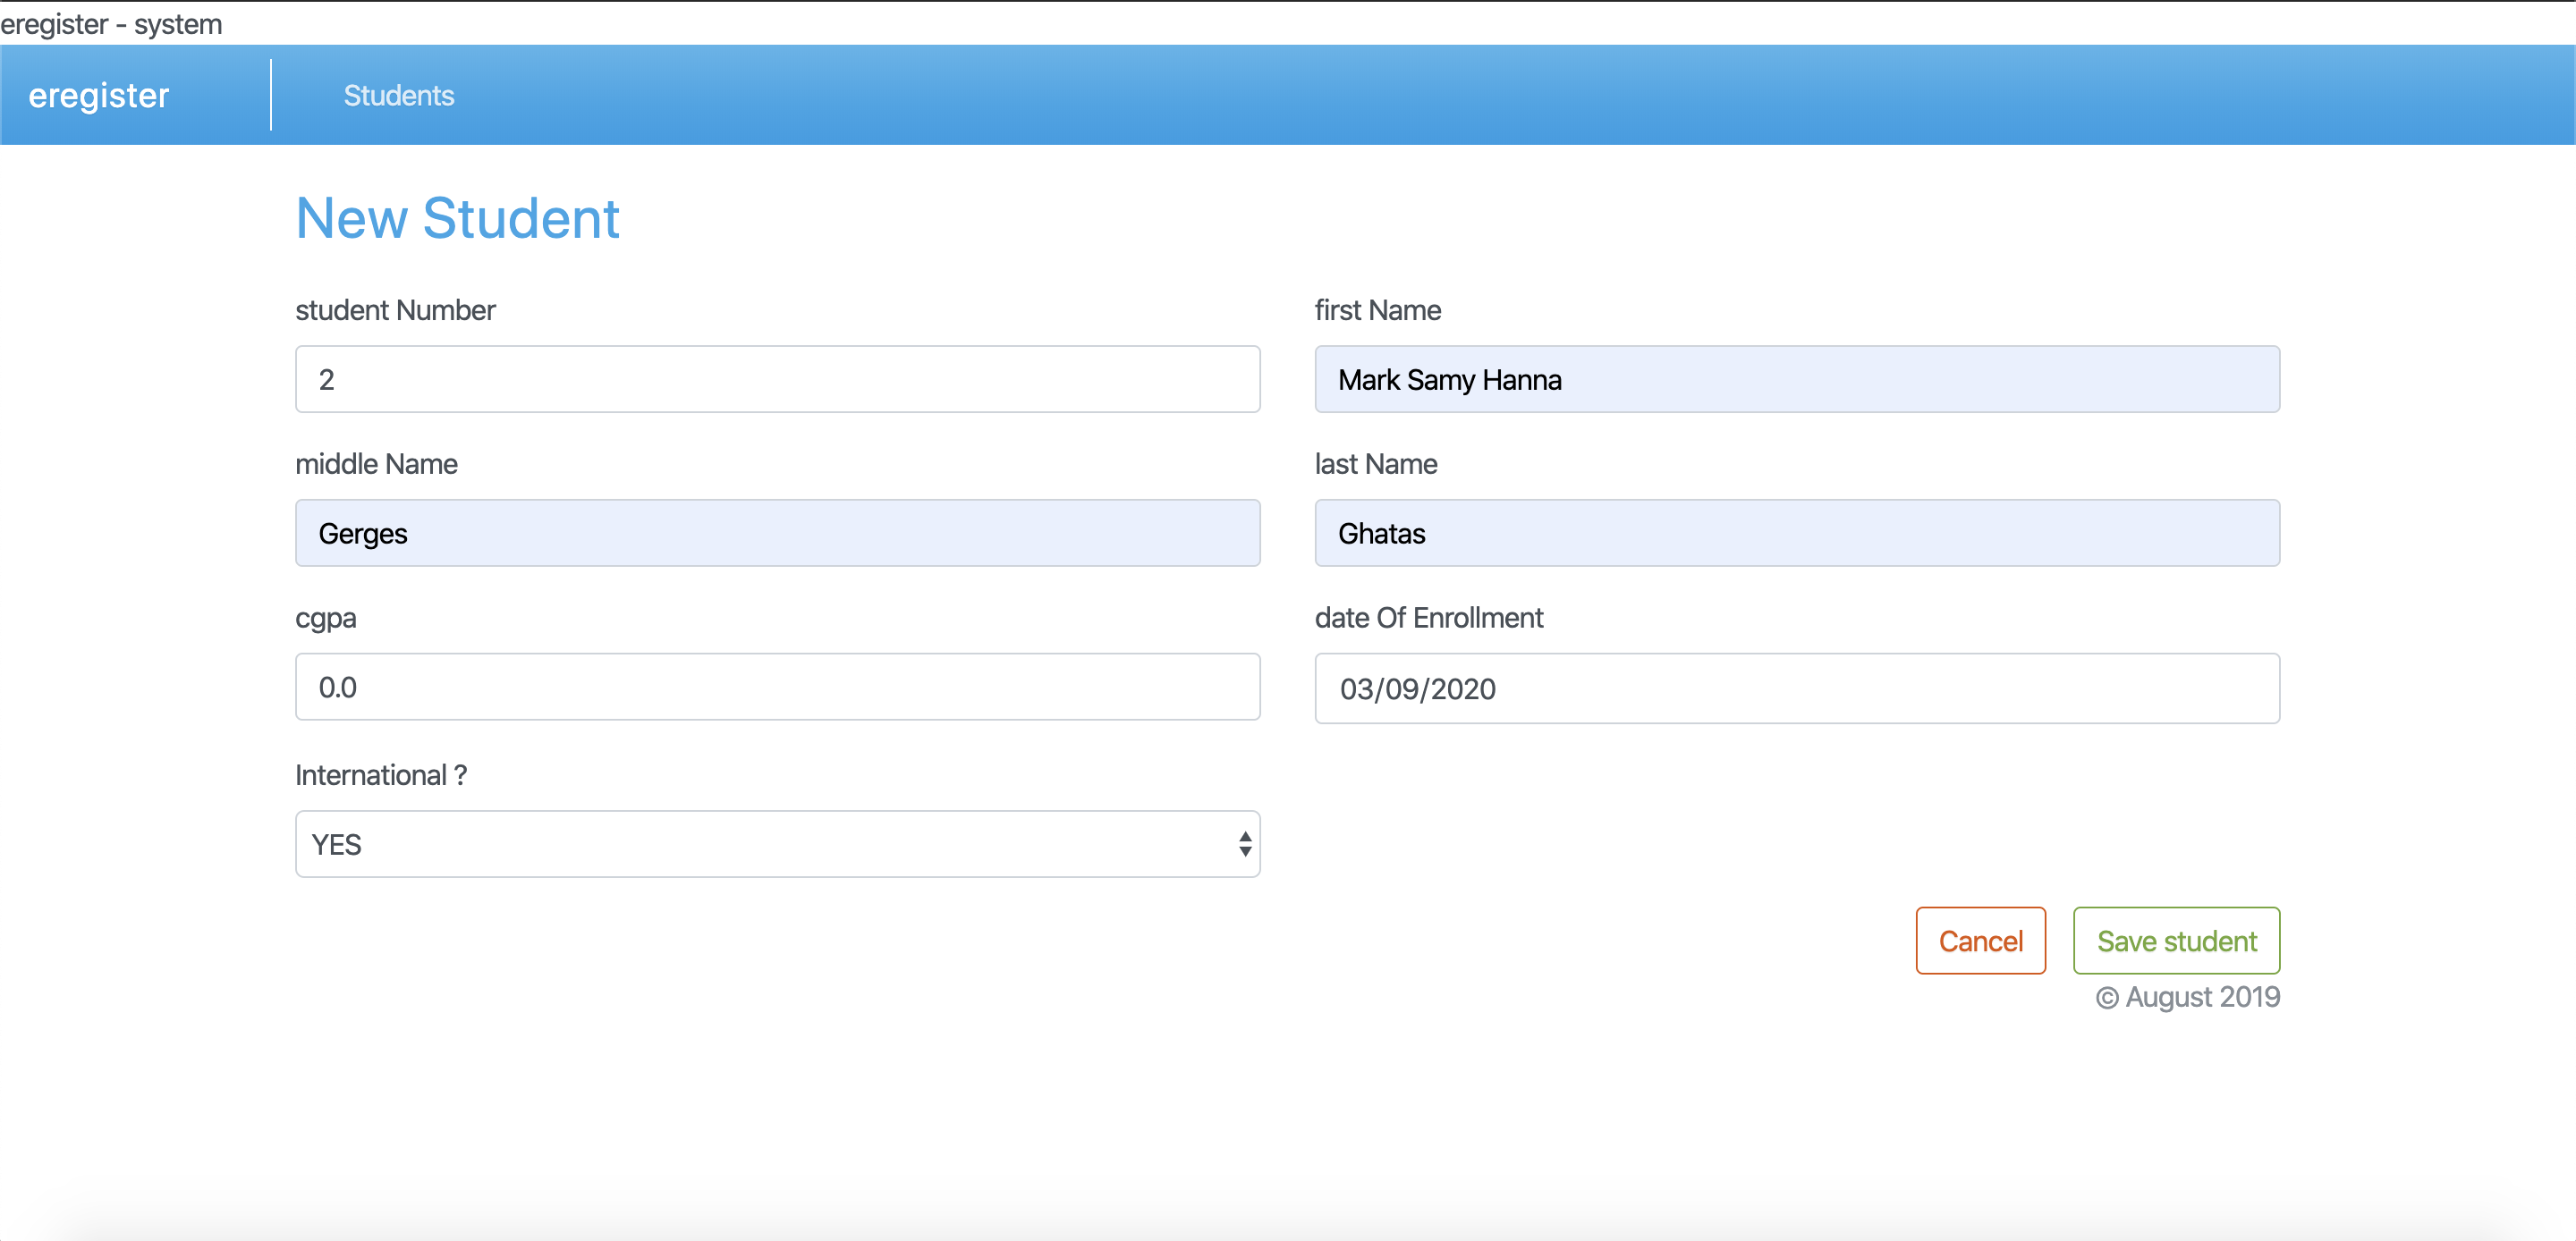 eregister - system
eregister
Students
New Student
student Number
first Name
2
Mark Samy Hanna
middle Name
last Name
Gerges
Ghatas
cgpa
date Of Enrollment
0.0
03/09/2020
International ?
YES
Cancel
Save student
© August 2019